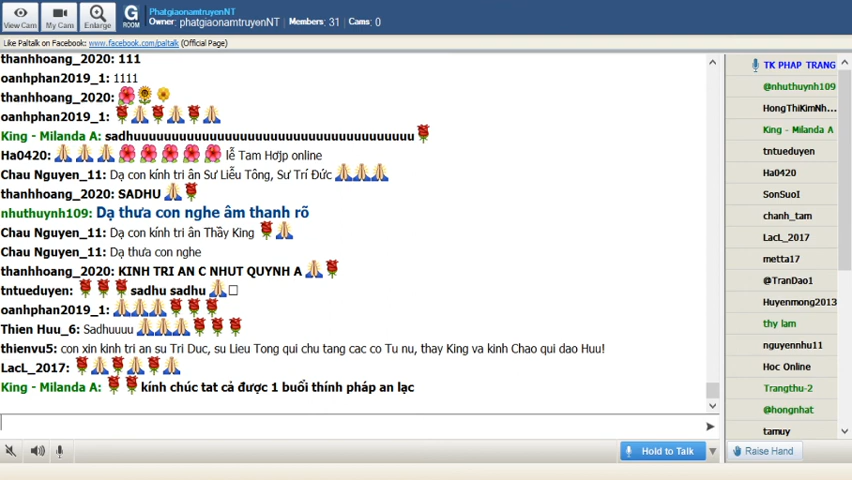 View Cam
My Cam
Enlarge
G
ROOM
PhatgiaonamtruyenNT
Owner: phatgiaonamtruyenNT Members: 31 Cams: 0
Like Paltalk on Facebook: www.facebook.com/paltalk (Official Page)
thanhhoang_2020: 111
oanhphan2019_1: 1111
thanhhoang_2020:
oanhphan2019_1:
King - Milanda A: sadhuuuuuuuuuuuuuuuuuuuuuuuuuuuuuuuuuuuuuuuu
Ha0420: lễ Tam Hợjp online
Chau Nguyen_11: Dạ con kính tri ân Sư Liễu Tông, Sư Trí Đức
thanhhoang_2020: SADHU
nhuthuynh109: Dạ thưa con nghe âm thanh rõ
Chau Nguyen_11: Dạ con kính tri ân Thầy King
Chau Nguyen_11: Dạ thưa con nghe
thanhhoang_2020: KINH TRI AN C NHUT QUYNH A
tntueduyen: sadhu sadhu
oanhphan2019_1:
Thien Huu_6: Sadhuuuu
thienvu5: con xin kinh tri an su Tri Duc, su Lieu Tong qui chu tang cac co Tu nu, thay King va kinh Chao qui dao Huu!
LacL_2017:
King - Milanda A: kính chúc tat cả được 1 buổi thính pháp an lạc
Hold to Talk
TK PHAP TRANG
@nhuthuynh109
HongThiKimNh...
King - Milanda A
tntueduyen
Ha0420
SonSuoI
chanh_tam
LacL_2017
metta17
@TranDao1
Huyenmong2013
thy lam
nguyennhu11
Hoc Online
Trangthu-2
@hongnhat
tamuy
Raise Hand